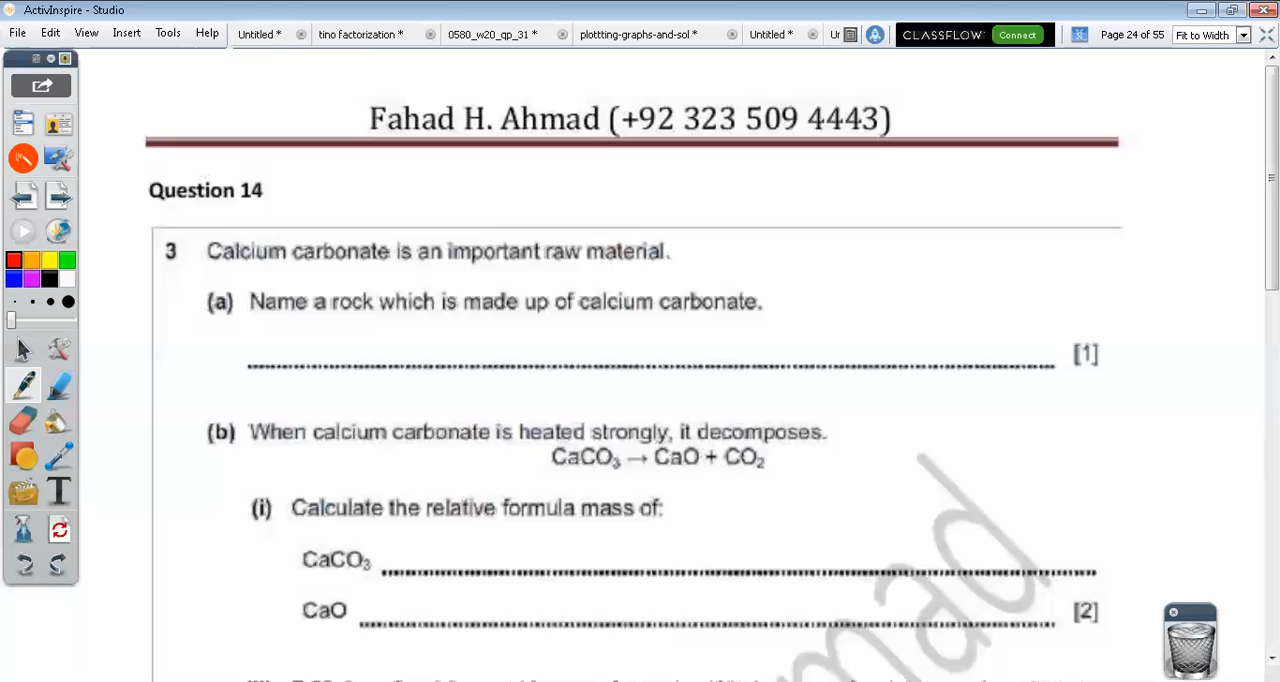 ActivInspire - Studio
File Edit View Insert Tools Help Untitled * tino factorization * 0580_w20_qp_31 * plottting-graphs-and-sol * Untitled * Ur CLASSFLOW Connect Page 24 of 55 Fit to Width
Fahad H. Ahmad (+92 323 509 4443)
Question 14
3 Calcium carbonate is an important raw material.
(a) Name a rock which is made up of calcium carbonate.
[1]
(b) When calcium carbonate is heated strongly, it decomposes.
CaCO₃ → CaO + CO₂
(i) Calculate the relative formula mass of:
CaCO₃
CaO [2]
T